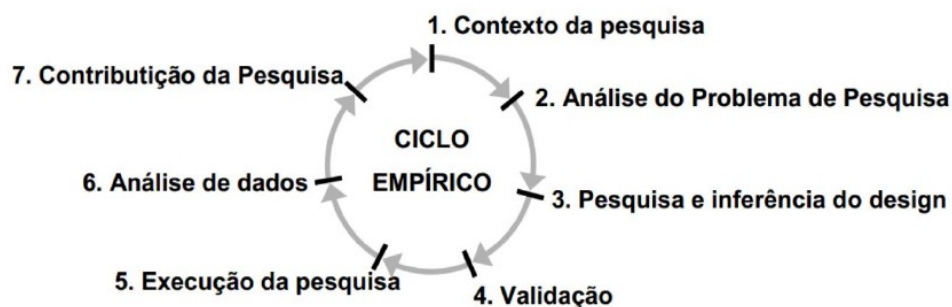 1. Contexto da pesquisa
2. Análise do Problema de Pesquisa
3. Pesquisa e inferência do design
4. Validação
5. Execução da pesquisa
6. Análise de dados
7. Contributição da Pesquisa
CICLO
EMPÍRICO